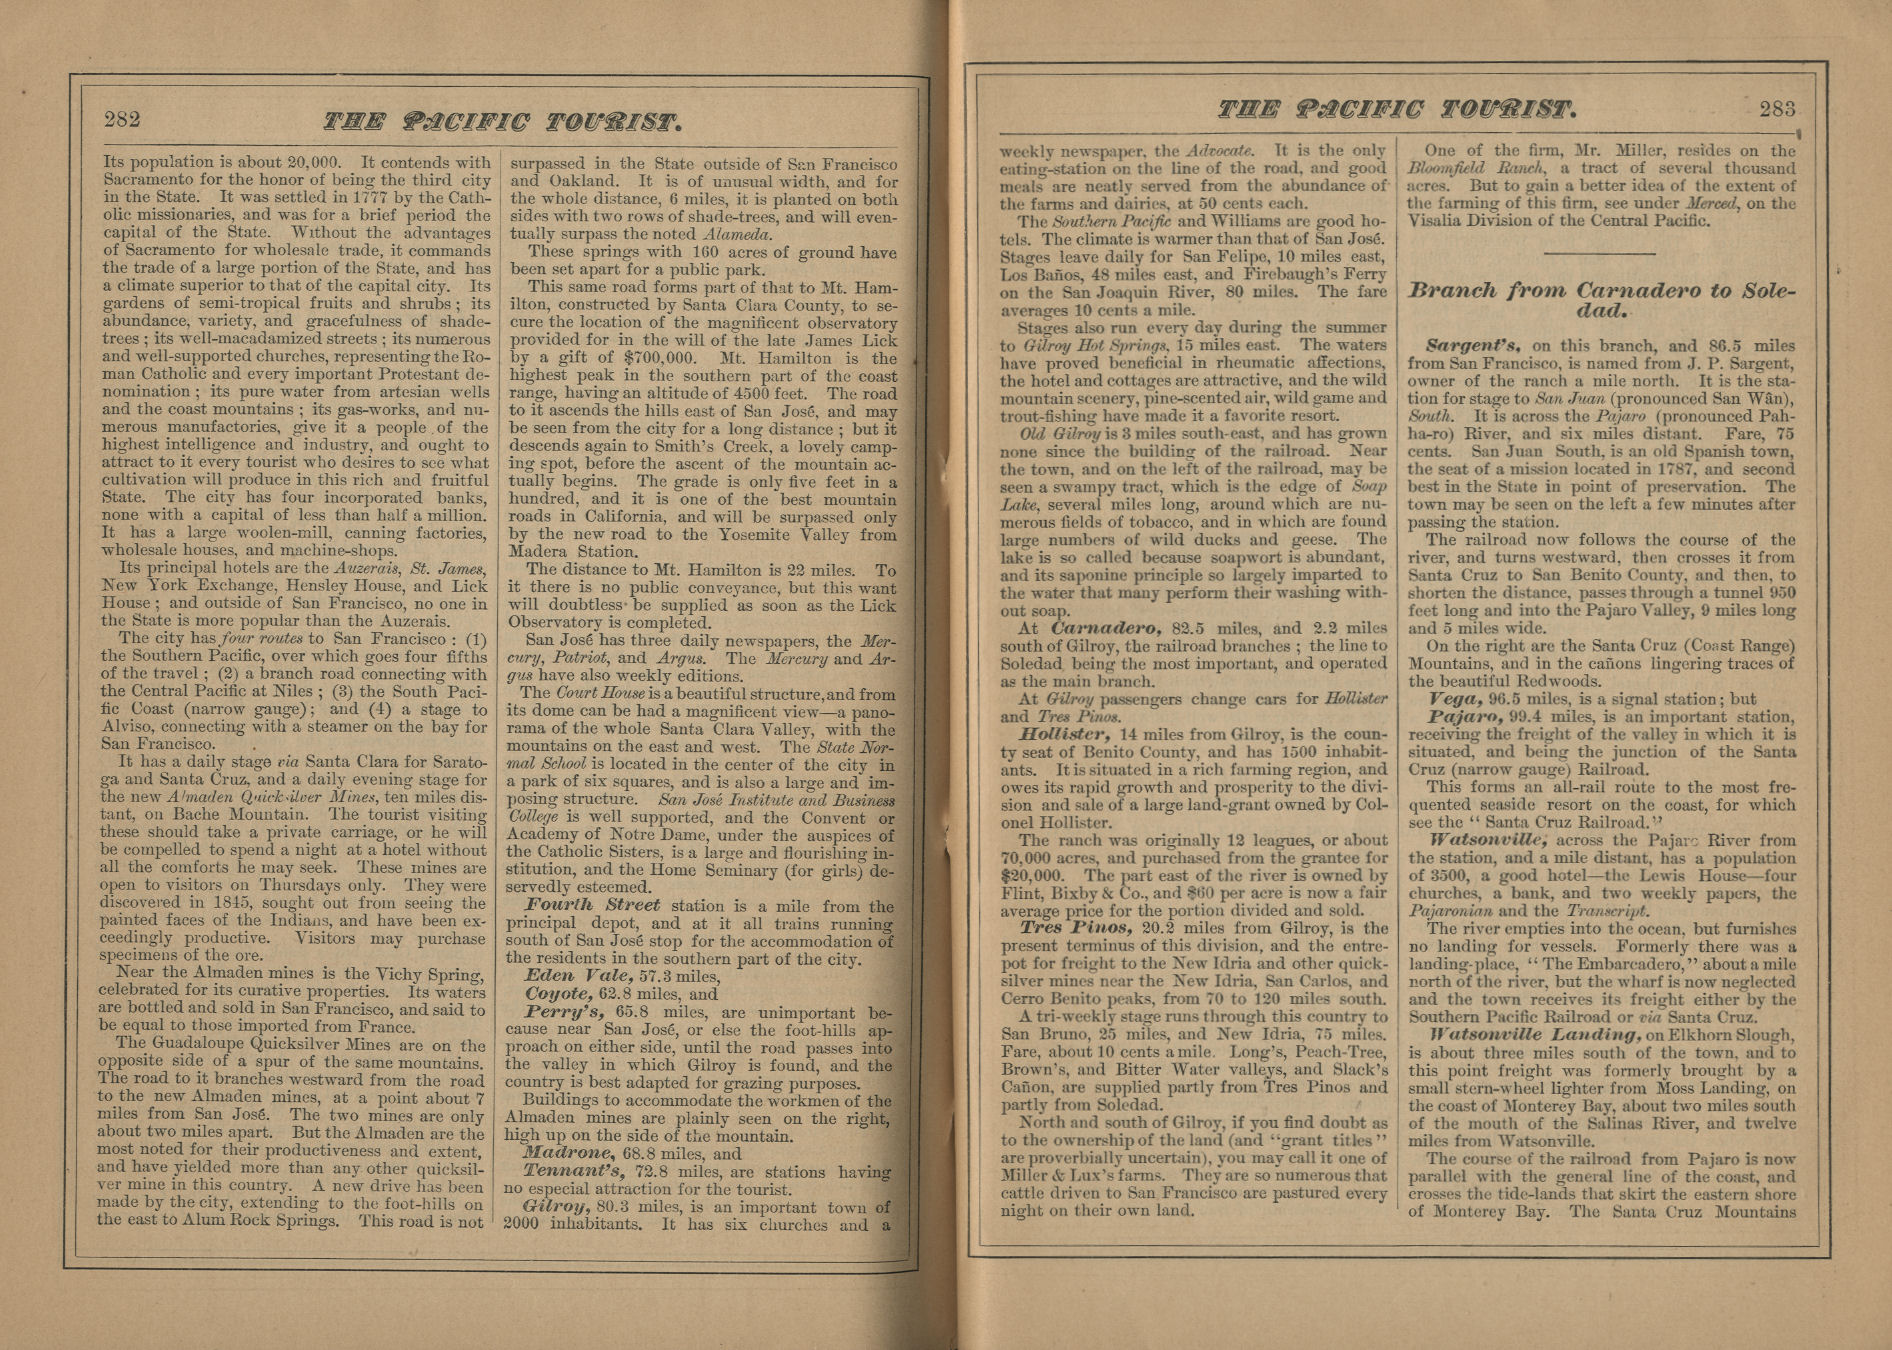 282
THE PACIFIC TOURIST.
Its population is about 20,000. It contends with
Sacramento for the honor of being the third city
in the State. It was settled in 1777 by the Cath-
olic missionaries, and was for a brief period the
capital of the State. Without the advantages
of Sacramento for wholesale trade, it commands
the trade of a large portion of the State, and has
a climate superior to that of the capital city. Its
gardens of semi-tropical fruits and shrubs ; its
abundance, variety, and gracefulness of shade-
trees ; its well-macadamized streets ; its numerous
and well-supported churches, representing the Ro-
man Catholic and every important Protestant de-
nomination ; its pure water from artesian wells
and the coast mountains ; its gas-works, and nu-
merous manufactories, give it a people of the
highest intelligence and industry, and ought to
attract to it every tourist who desires to see what
cultivation will produce in this rich and fruitful
State. The city has four incorporated banks,
none with a capital of less than half a million.
It has a large woolen-mill, canning factories,
wholesale houses, and machine-shops.
Its principal hotels are the Auzerais, St. James,
New York Exchange, Hensley House, and Lick
House ; and outside of San Francisco, no one in
the State is more popular than the Auzerais.
The city has four routes to San Francisco : (1)
the Southern Pacific, over which goes four fifths
of the travel ; (2) a branch road connecting with
the Central Pacific at Niles ; (3) the South Paci-
fic Coast (narrow gauge) ; and (4) a stage to
Alviso, connecting with a steamer on the bay for
San Francisco.
It has a daily stage via Santa Clara for Sarato-
ga and Santa Cruz, and a daily evening stage for
the new Almaden Quicksilver Mines, ten miles dis-
tant, on Bache Mountain. The tourist visiting
these should take a private carriage, or he will
be compelled to spend a night at a hotel without
all the comforts he may seek. These mines are
open to visitors on Thursdays only. They were
discovered in 1845, sought out from seeing the
painted faces of the Indians, and have been ex-
ceedingly productive. Visitors may purchase
specimens of the ore.
Near the Almaden mines is the Vichy Spring,
celebrated for its curative properties. Its waters
are bottled and sold in San Francisco, and said to
be equal to those imported from France.
The Guadaloupe Quicksilver Mines are on the
opposite side of a spur of the same mountains.
The road to it branches westward from the road
to the new Almaden mines, at a point about 7
miles from San José. The two mines are only
about two miles apart. But the Almaden are the
most noted for their productiveness and extent,
and have yielded more than any other quicksil-
ver mine in this country. A new drive has been
made by the city, extending to the foot-hills on
the east to Alum Rock Springs. This road is not
surpassed in the State outside of San Francisco
and Oakland. It is of unusual width, and for
the whole distance, 6 miles, it is planted on both
sides with two rows of shade-trees, and will even-
tually surpass the noted Alameda.
These springs with 160 acres of ground have
been set apart for a public park.
This same road forms part of that to Mt. Ham-
ilton, constructed by Santa Clara County, to se-
cure the location of the magnificent observatory
provided for in the will of the late James Lick
by a gift of $700,000. Mt. Hamilton is the
highest peak in the southern part of the coast
range, having an altitude of 4500 feet. The road
to it ascends the hills east of San José, and may
be seen from the city for a long distance ; but it
descends again to Smith's Creek, a lovely camp-
ing spot, before the ascent of the mountain ac-
tually begins. The grade is only five feet in a
hundred, and it is one of the best mountain
roads in California, and will be surpassed only
by the new road to the Yosemite Valley from
Madera Station.
The distance to Mt. Hamilton is 22 miles. To
it there is no public conveyance, but this want
will doubtless be supplied as soon as the Lick
Observatory is completed.
San José has three daily newspapers, the Mer-
cury, Patriot, and Argus. The Mercury and Ar-
gus have also weekly editions.
The Court House is a beautiful structure, and from
its dome can be had a magnificent view—a pano-
rama of the whole Santa Clara Valley, with the
mountains on the east and west. The State Nor-
mal School is located in the center of the city in
a park of six squares, and is also a large and im-
posing structure. San José Institute and Business
College is well supported, and the Convent or
Academy of Notre Dame, under the auspices of
the Catholic Sisters, is a large and flourishing in-
stitution, and the Home Seminary (for girls) de-
servedly esteemed.
Fourth Street station is a mile from the
principal depot, and at it all trains running
south of San José stop for the accommodation of
the residents in the southern part of the city.
Eden Vale, 57.3 miles,
Coyote, 62.8 miles, and
Perry's, 65.8 miles, are unimportant be-
cause near San José, or else the foot-hills ap-
proach on either side, until the road passes into
the valley in which Gilroy is found, and the
country is best adapted for grazing purposes.
Buildings to accommodate the workmen of the
Almaden mines are plainly seen on the right,
high up on the side of the mountain.
Madrone, 68.8 miles, and
Tennant's, 72.8 miles, are stations having
no especial attraction for the tourist.
Gilroy, 80.3 miles, is an important town of
2000 inhabitants. It has six churches and a
THE PACIFIC TOURIST.
283
weekly newspaper, the Advocate. It is the only
eating-station on the line of the road, and good
meals are neatly served from the abundance of
the farms and dairies, at 50 cents each.
The Southern Pacific and Williams are good ho-
tels. The climate is warmer than that of San José.
Stages leave daily for San Felipe, 10 miles east,
Los Baños, 48 miles east, and Firebaugh's Ferry
on the San Joaquin River, 80 miles. The fare
averages 10 cents a mile.
Stages also run every day during the summer
to Gilroy Hot Springs, 15 miles east. The waters
have proved beneficial in rheumatic affections,
the hotel and cottages are attractive, and the wild
mountain scenery, pine-scented air, wild game and
trout-fishing have made it a favorite resort.
Old Gilroy is 3 miles south-east, and has grown
none since the building of the railroad. Near
the town, and on the left of the railroad, may be
seen a swampy tract, which is the edge of Soap
Lake, several miles long, around which are nu-
merous fields of tobacco, and in which are found
large numbers of wild ducks and geese. The
lake is so called because soapwort is abundant,
and its saponine principle so largely imparted to
the water that many perform their washing with-
out soap.
At Carnadero, 82.5 miles, and 2.2 miles
south of Gilroy, the railroad branches ; the line to
Soledad being the most important, and operated
as the main branch.
At Gilroy passengers change cars for Hollister
and Tres Pinos.
Hollister, 14 miles from Gilroy, is the coun-
ty seat of Benito County, and has 1500 inhabit-
ants. It is situated in a rich farming region, and
owes its rapid growth and prosperity to the divi-
sion and sale of a large land-grant owned by Col-
onel Hollister.
The ranch was originally 12 leagues, or about
70,000 acres, and purchased from the grantee for
$20,000. The part east of the river is owned by
Flint, Bixby & Co., and $60 per acre is now a fair
average price for the portion divided and sold.
Tres Pinos, 20.2 miles from Gilroy, is the
present terminus of this division, and the entre-
pot for freight to the New Idria and other quick-
silver mines near the New Idria, San Carlos, and
Cerro Benito peaks, from 70 to 120 miles south.
A tri-weekly stage runs through this country to
San Bruno, 25 miles, and New Idria, 75 miles.
Fare, about 10 cents a mile. Long's, Peach-Tree,
Brown's, and Bitter Water valleys, and Slack's
Cañon, are supplied partly from Tres Pinos and
partly from Soledad.
North and south of Gilroy, if you find doubt as
to the ownership of the land (and "grant titles"
are proverbially uncertain), you may call it one of
Miller & Lux's farms. They are so numerous that
cattle driven to San Francisco are pastured every
night on their own land.
One of the firm, Mr. Miller, resides on the
Bloomfield Ranch, a tract of several thousand
acres. But to gain a better idea of the extent of
the farming of this firm, see under Merced, on the
Visalia Division of the Central Pacific.
Branch from Carnadero to Sole-
dad.
Sargent's, on this branch, and 86.5 miles
from San Francisco, is named from J. P. Sargent,
owner of the ranch a mile north. It is the sta-
tion for stage to San Juan (pronounced San Wân),
South. It is across the Pajaro (pronounced Pah-
ha-ro) River, and six miles distant. Fare, 75
cents. San Juan South, is an old Spanish town,
the seat of a mission located in 1787, and second
best in the State in point of preservation. The
town may be seen on the left a few minutes after
passing the station.
The railroad now follows the course of the
river, and turns westward, then crosses it from
Santa Cruz to San Benito County, and then, to
shorten the distance, passes through a tunnel 950
feet long and into the Pajaro Valley, 9 miles long
and 5 miles wide.
On the right are the Santa Cruz (Coast Range)
Mountains, and in the cañons lingering traces of
the beautiful Redwoods.
Vega, 96.5 miles, is a signal station ; but
Pajaro, 99.4 miles, is an important station,
receiving the freight of the valley in which it is
situated, and being the junction of the Santa
Cruz (narrow gauge) Railroad.
This forms an all-rail route to the most fre-
quented seaside resort on the coast, for which
see the "Santa Cruz Railroad."
Watsonville, across the Pajaro River from
the station, and a mile distant, has a population
of 3500, a good hotel—the Lewis House—four
churches, a bank, and two weekly papers, the
Pajaronian and the Transcript.
The river empties into the ocean, but furnishes
no landing for vessels. Formerly there was a
landing-place, "The Embarcadero," about a mile
north of the river, but the wharf is now neglected
and the town receives its freight either by the
Southern Pacific Railroad or via Santa Cruz.
Watsonville Landing, on Elkhorn Slough,
is about three miles south of the town, and to
this point freight was formerly brought by a
small stern-wheel lighter from Moss Landing, on
the coast of Monterey Bay, about two miles south
of the mouth of the Salinas River, and twelve
miles from Watsonville.
The course of the railroad from Pajaro is now
parallel with the general line of the coast, and
crosses the tide-lands that skirt the eastern shore
of Monterey Bay. The Santa Cruz Mountains